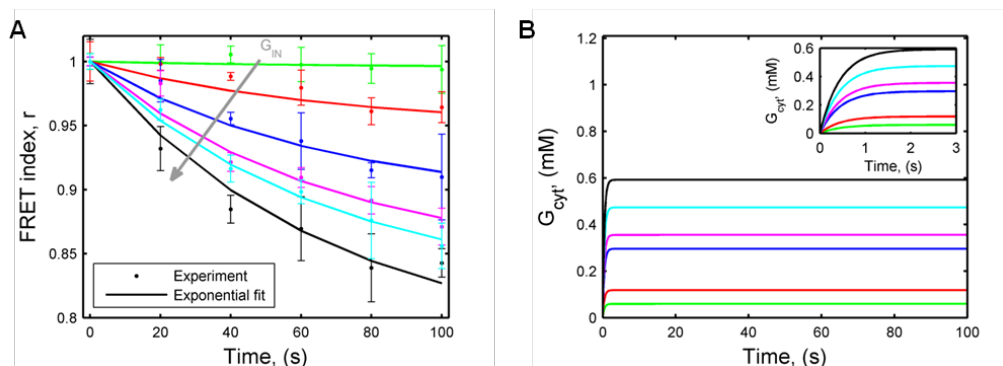 A
FRET index, r
1
0.95
0.9
0.85
0.8
G_IN
Experiment
Exponential fit
0 20 40 60 80 100
Time, (s)
B
G_cyt', (mM)
1.2
1
0.8
0.6
0.4
0.2
0
0 20 40 60 80 100
Time, (s)
G_cyt', (mM)
0.6
0.4
0.2
0
0 1 2 3
Time, (s)